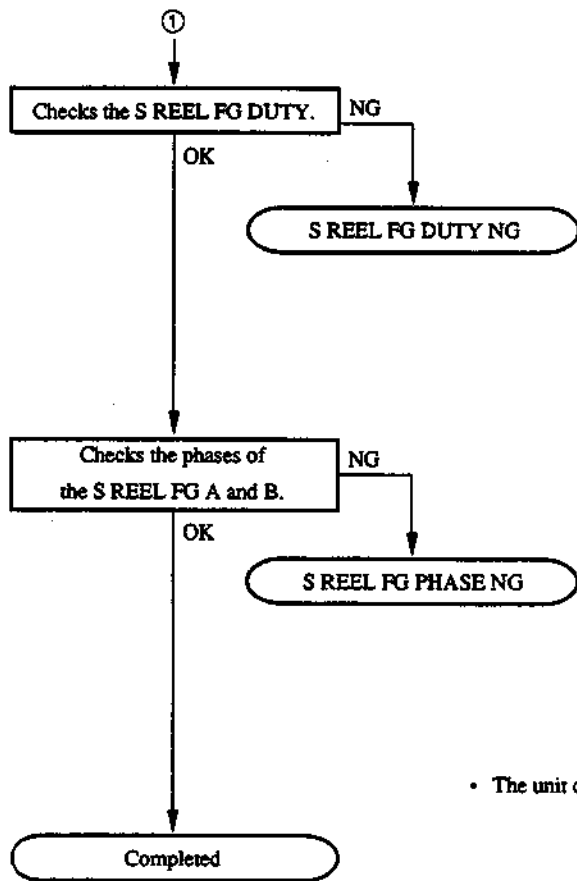 ①
Checks the S REEL FG DUTY.
NG
OK
S REEL FG DUTY NG
Checks the phases of
the S REEL FG A and B.
NG
OK
S REEL FG PHASE NG
• The unit
Completed